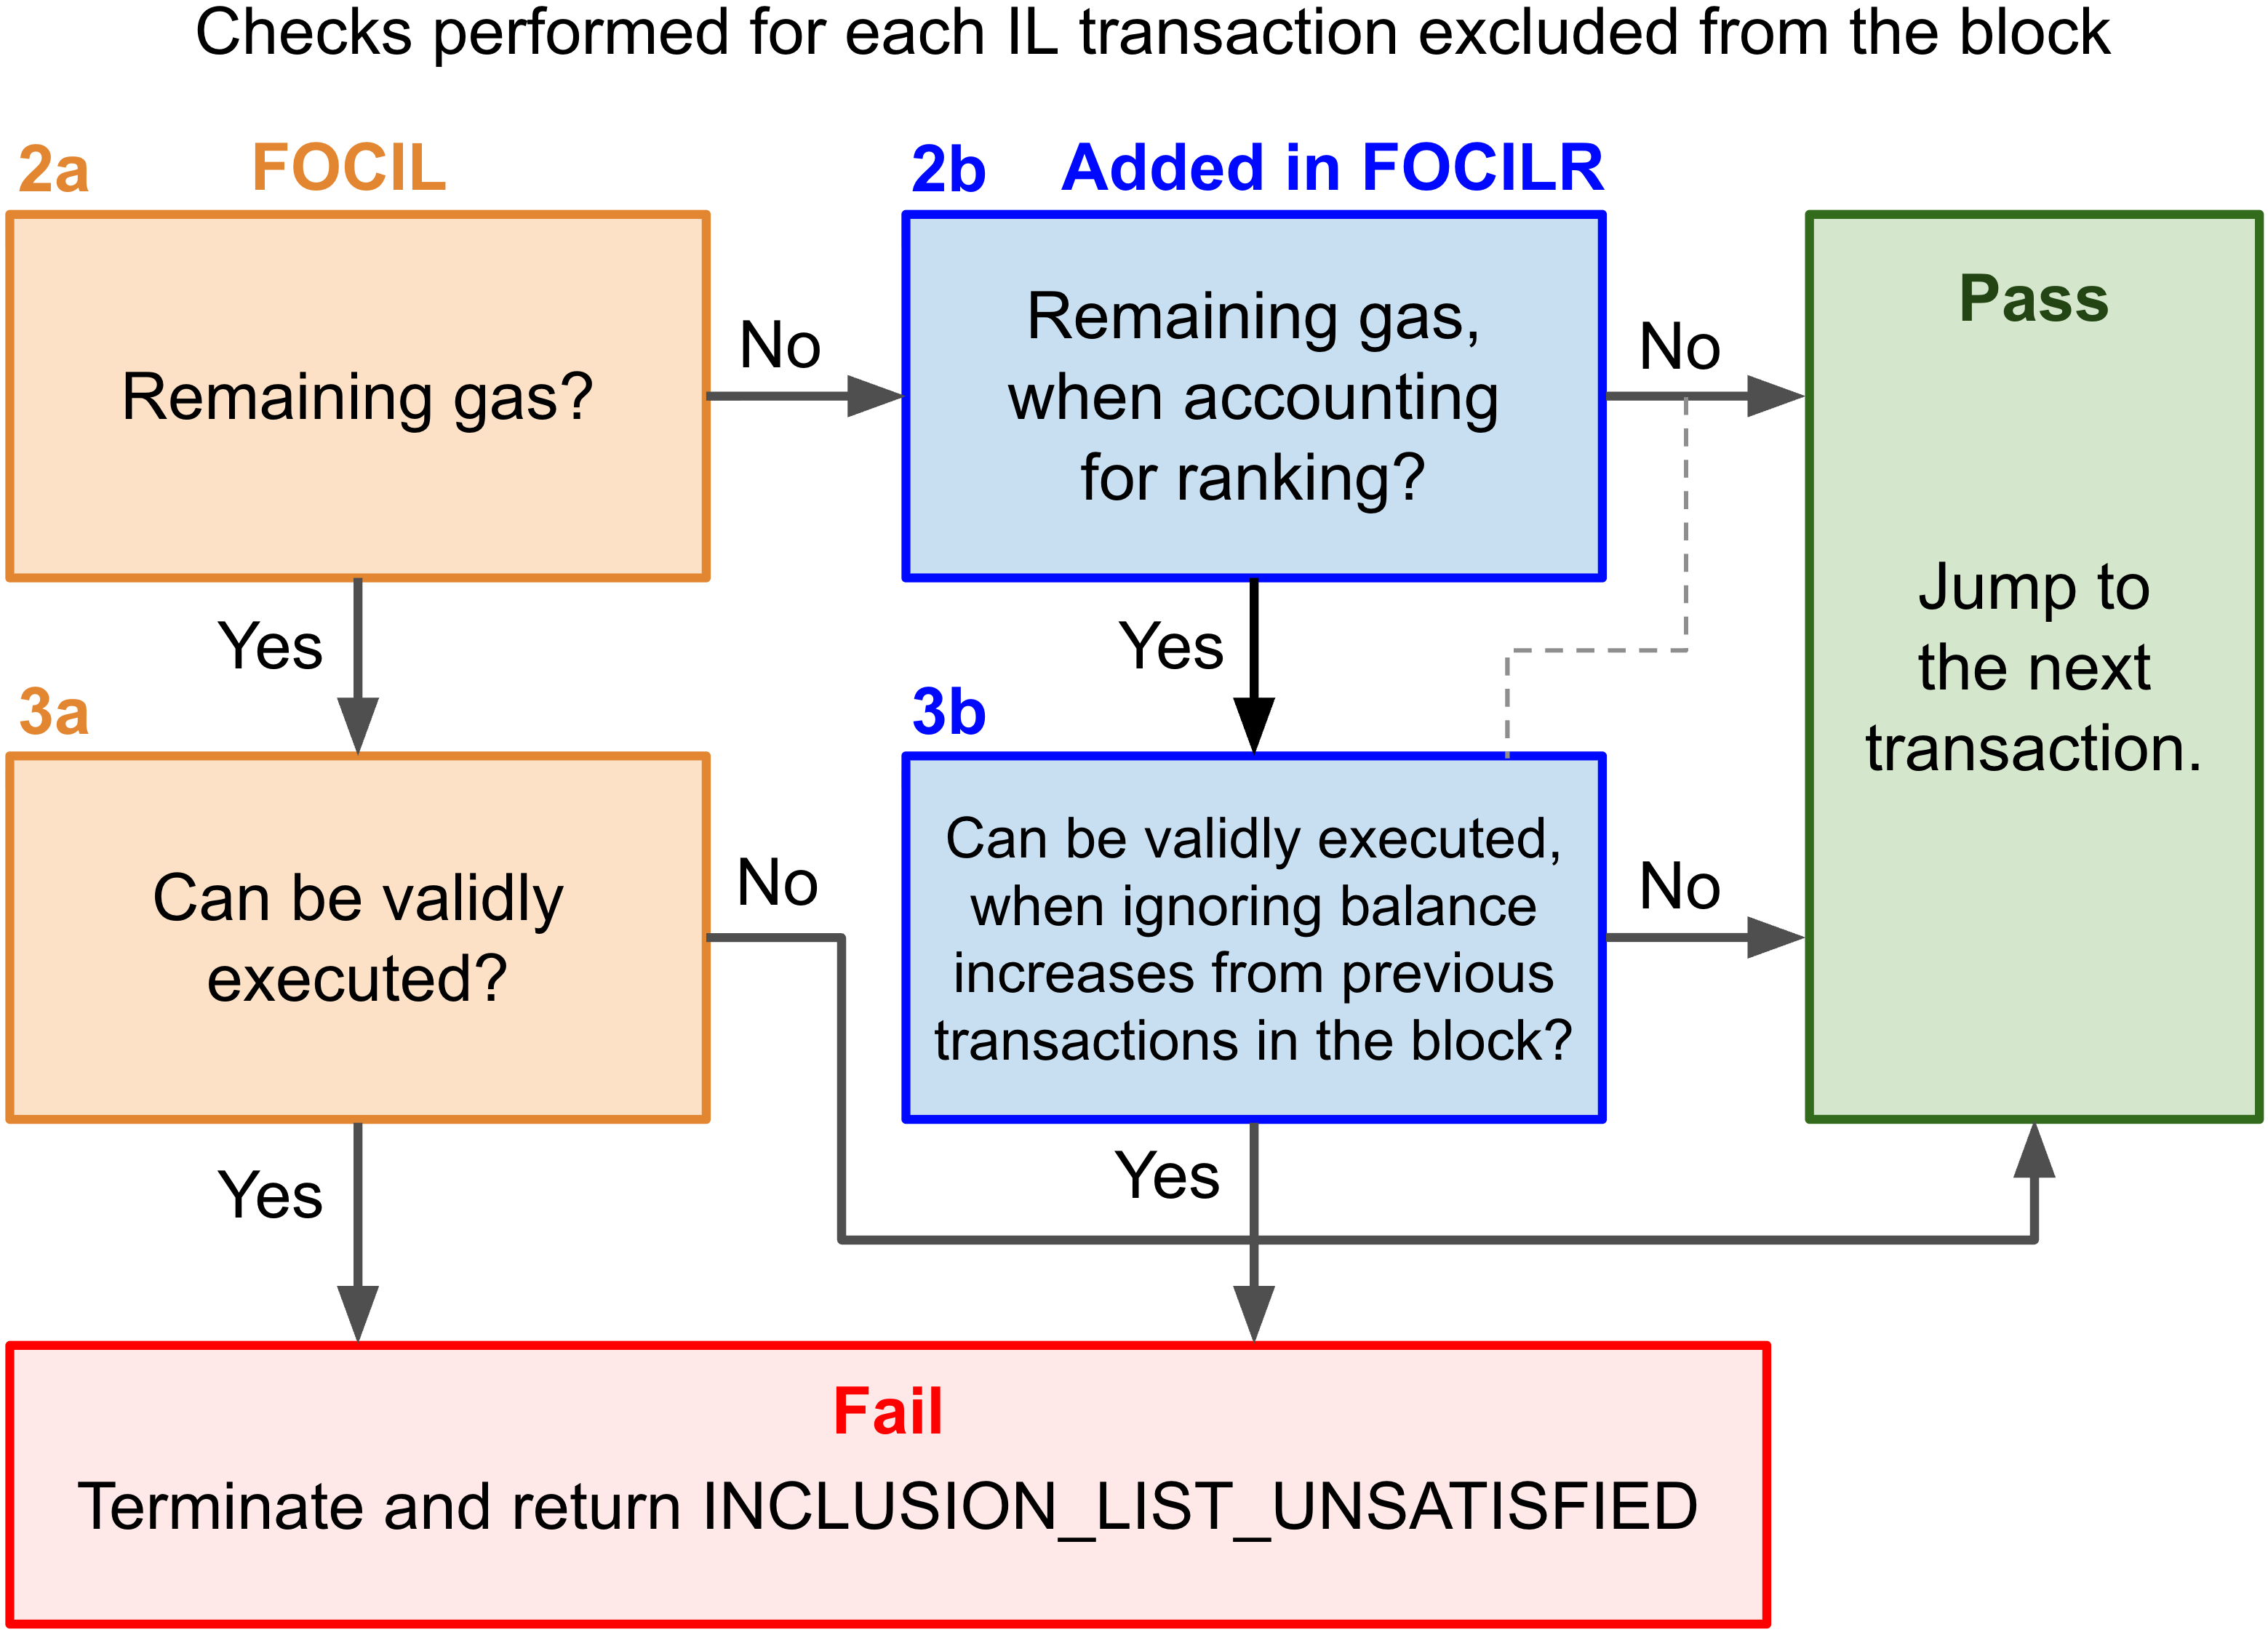 Checks performed for each IL transaction excluded from the block
2a
FOCIL
Remaining gas?
No
2b
Added in FOCILR
Remaining gas,
when accounting
for ranking?
No
Pass
Jump to
the next
transaction.
Yes
Yes
3a
Can be validly
executed?
No
3b
Can be validly executed,
when ignoring balance
increases from previous
transactions in the block?
No
Yes
Yes
Fail
Terminate and return INCLUSION_LIST_UNSATISFIED